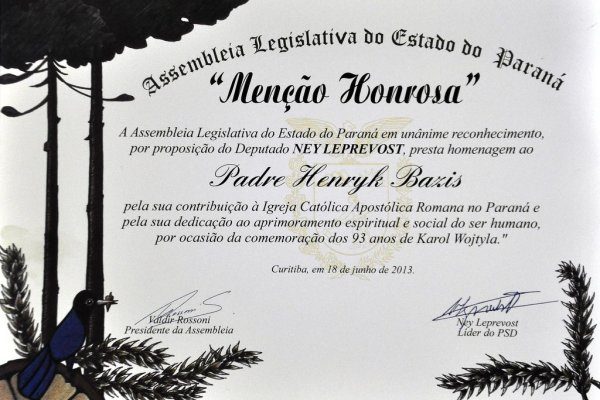 Assembleia Legislativa do Estado do Paraná
"Menção Honrosa"
A Assembleia Legislativa do Estado do Paraná em unânime reconhecimento,
por proposição do Deputado NEY LEPREVOST, presta homenagem ao
Padre Henryk Bazis
pela sua contribuição à Igreja Católica Apostólica Romana no Paraná e
pela sua dedicação ao aprimoramento espiritual e social do ser humano,
por ocasião da comemoração dos 93 anos de Karol Wojtyla."
Curitiba, em 18 de junho de 2013.
Valdir Rossoni
Presidente da Assembleia
Ney Leprevost
Líder do PSD